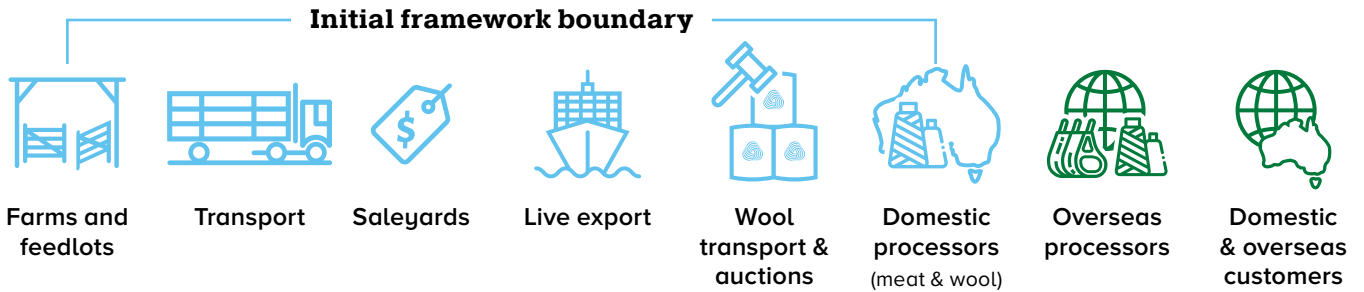 Initial framework boundary
$
Farms and
feedlots
Transport
Saleyards
Live export
Wool
transport &
auctions
Domestic
processors
(meat & wool)
Overseas
processors
Domestic
& overseas
customers